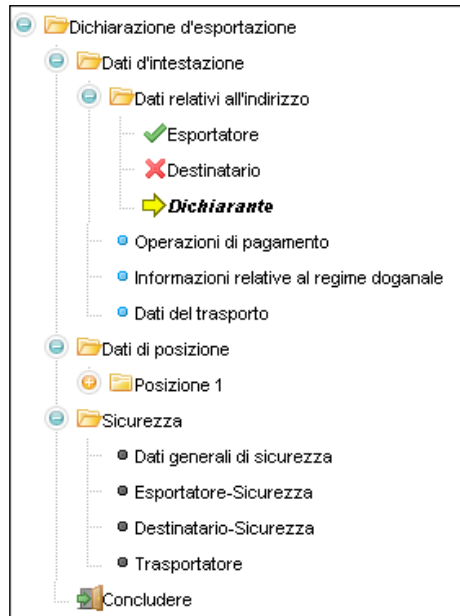 Dichiarazione d'esportazione
Dati d'intestazione
Dati relativi all'indirizzo
Esportatore
Destinatario
Dichiarante
Operazioni di pagamento
Informazioni relative al regime doganale
Dati del trasporto
Dati di posizione
Posizione 1
Sicurezza
Dati generali di sicurezza
Esportatore-Sicurezza
Destinatario-Sicurezza
Trasportatore
Concludere